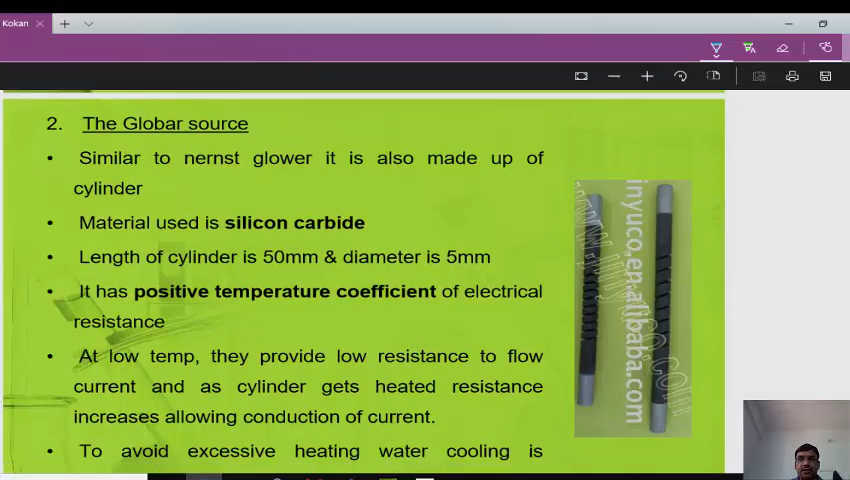 Kokan
2. The Globar source
• Similar to nernst glower it is also made up of
cylinder
• Material used is silicon carbide
• Length of cylinder is 50mm & diameter is 5mm
• It has positive temperature coefficient of electrical
resistance
• At low temp, they provide low resistance to flow
current and as cylinder gets heated resistance
increases allowing conduction of current.
• To avoid excessive heating water cooling is
inyuco.en.alibaba.com